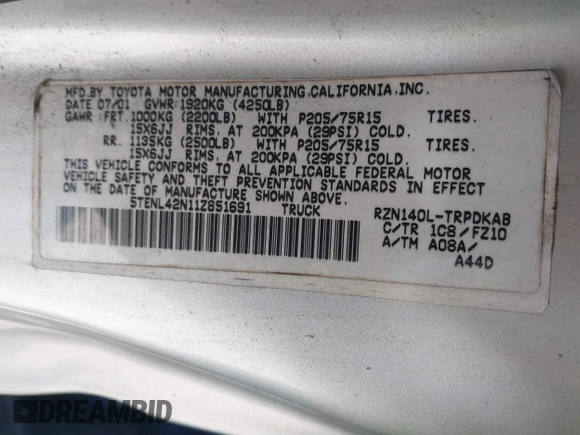 MFD.BY TOYOTA MOTOR MANUFACTURING,CALIFORNIA,INC.
DATE 07/01 GVWR:1920KG (4250LB)
GAWR: FRT.1000KG (2200LB) WITH P205/75R15 TIRES.
15X6JJ RIMS, AT 200KPA (29PSI) COLD.
RR. 1135KG (2500LB) WITH P205/75R15 TIRES.
15X6JJ RIMS, AT 200KPA (29PSI) COLD.
THIS VEHICLE CONFORMS TO ALL APPLICABLE FEDERAL MOTOR
VEHICLE SAFETY AND THEFT PREVENTION STANDARDS IN EFFECT
ON THE DATE OF MANUFACTURE SHOWN ABOVE.
5TENL42N11Z851691 TRUCK RZN140L-TRPDKAB
C/TR 1C8/FZ10
A/TM A08A/
A44D
DREAMBID